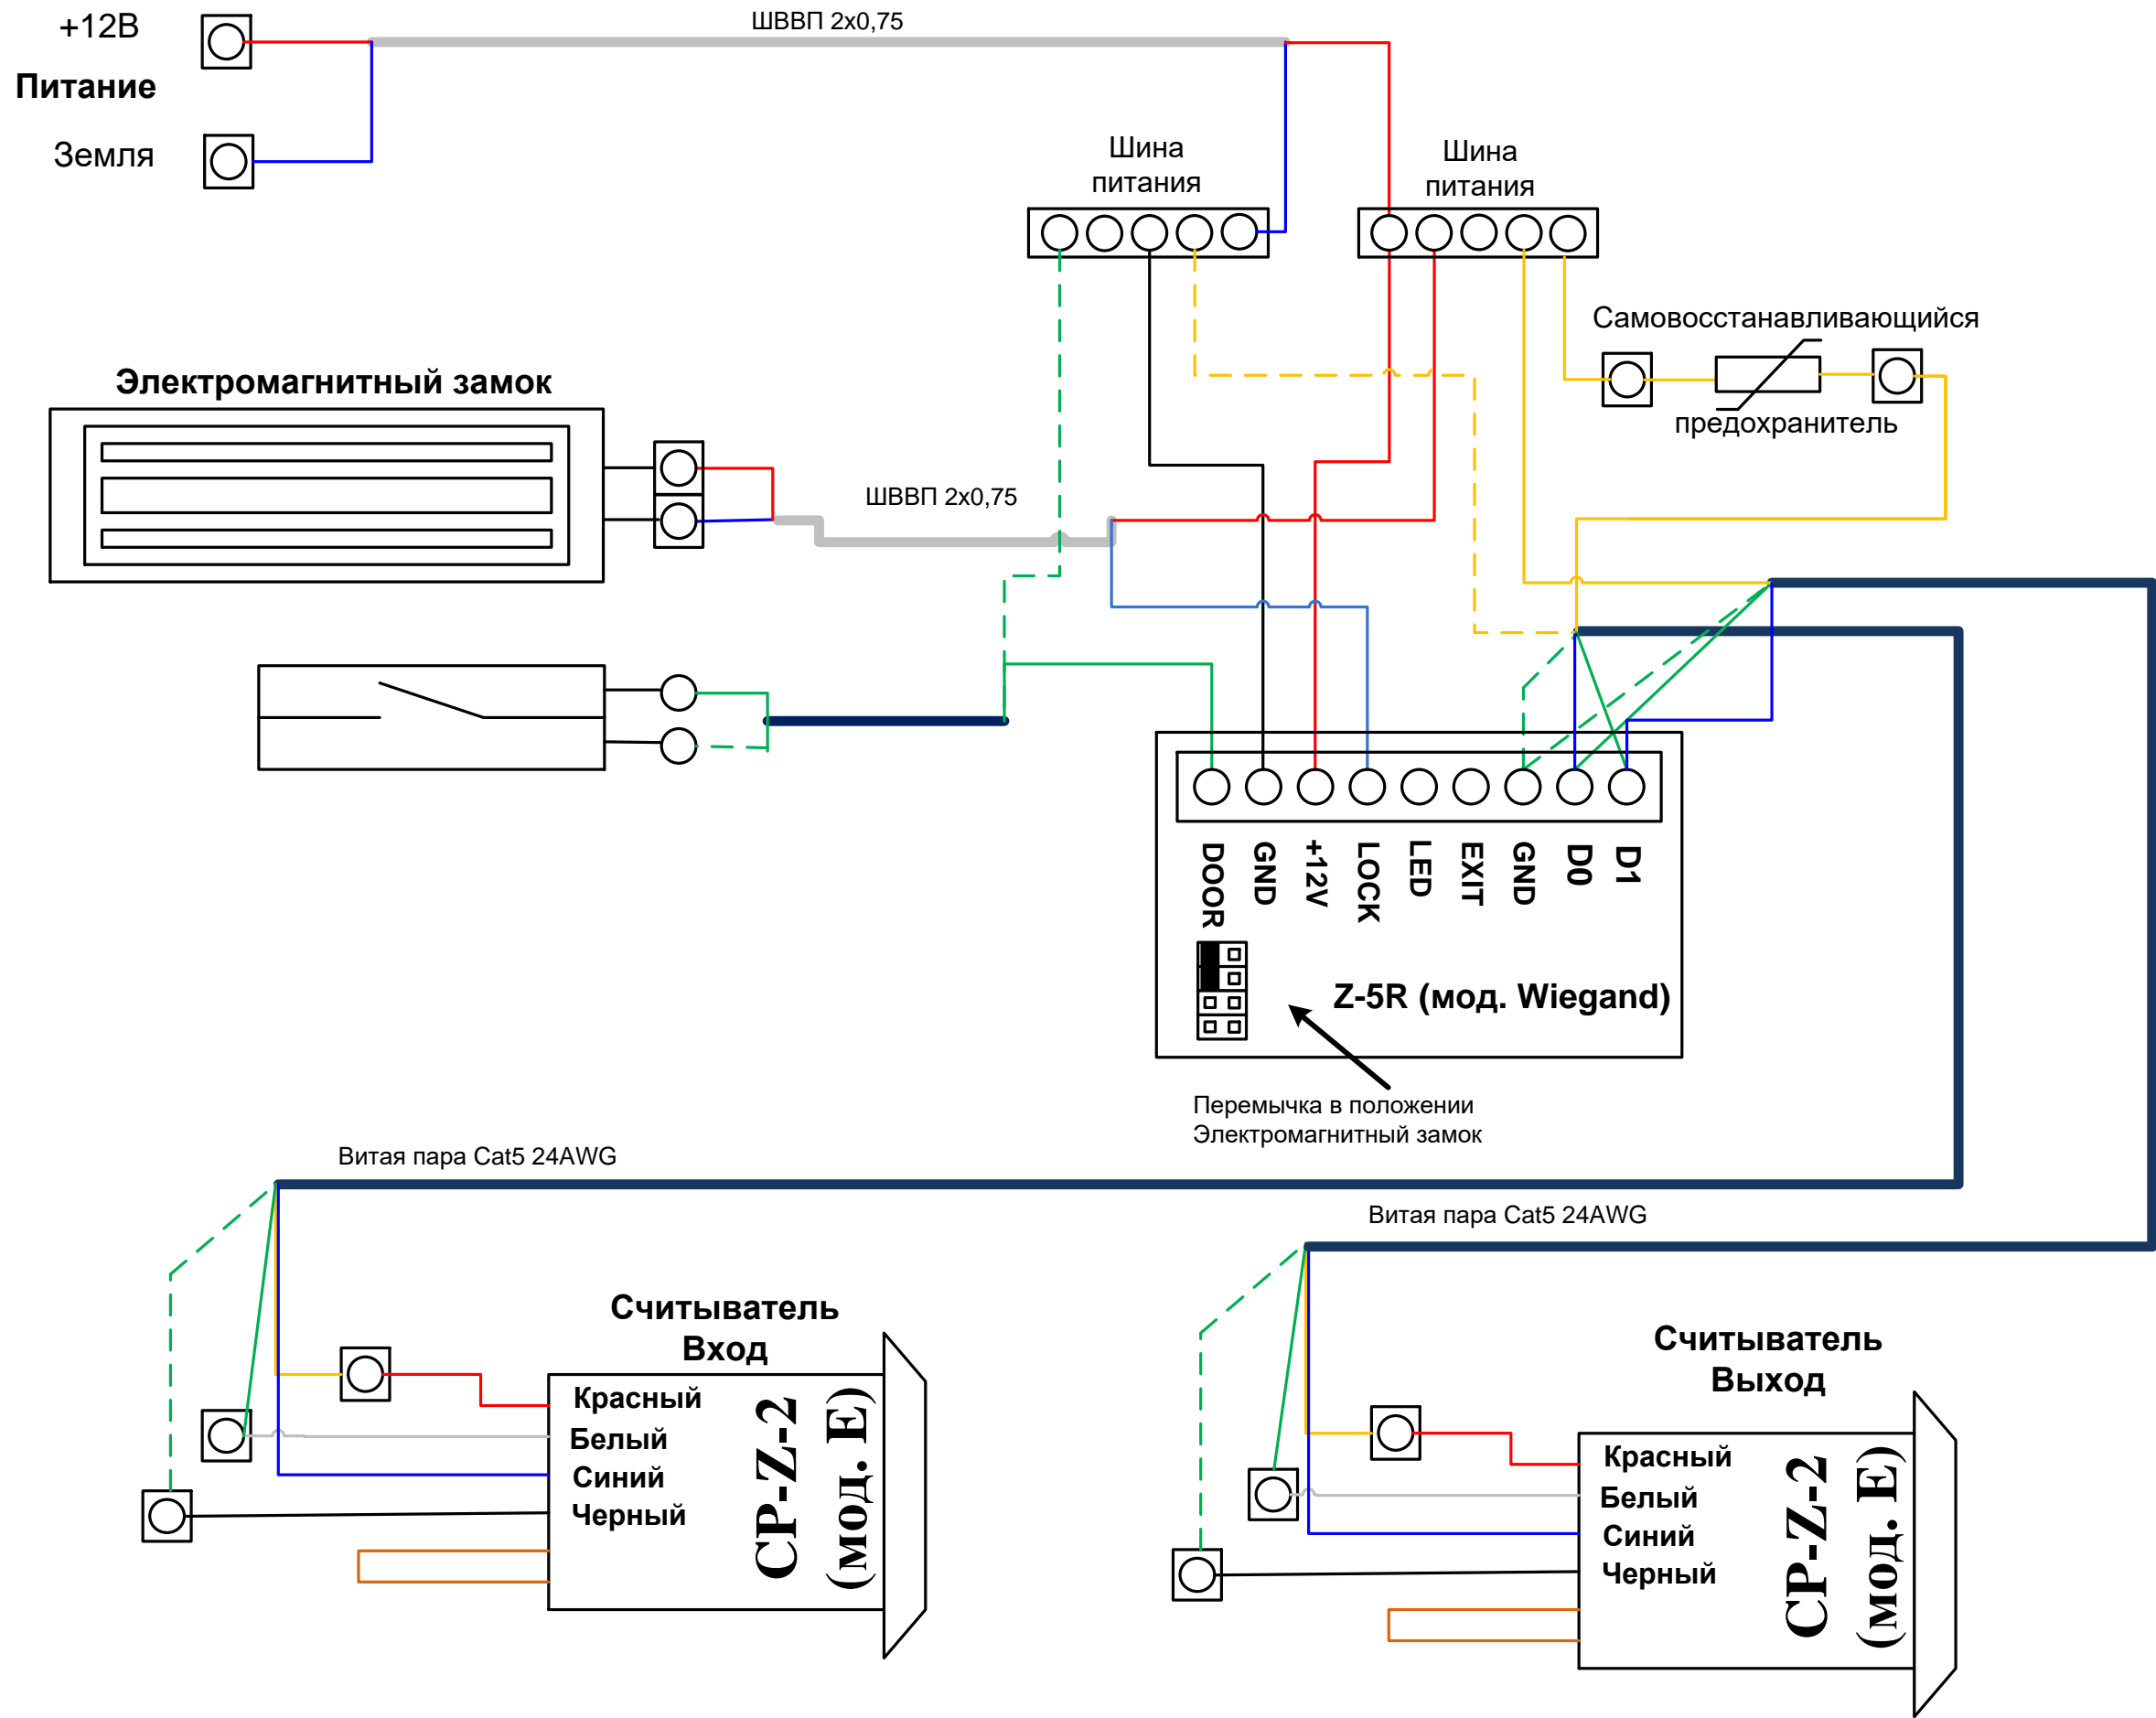 ШВВП 2х0,75
+12В
Питание
Земля
Шина
питания
Шина
питания
Самовосстанавливающийся
предохранитель
Электромагнитный замок
ШВВП 2х0,75
DOOR
GND
+12V
LOCK
LED
EXIT
GND
D0
D1
Z-5R (мод. Wiegand)
Перемычка в положении
Электромагнитный замок
Витая пара Cat5 24AWG
Витая пара Cat5 24AWG
Считыватель
Вход
Красный
Белый
Синий
Черный
CP-Z-2
(мод. E)
Считыватель
Выход
Красный
Белый
Синий
Черный
CP-Z-2
(мод. E)